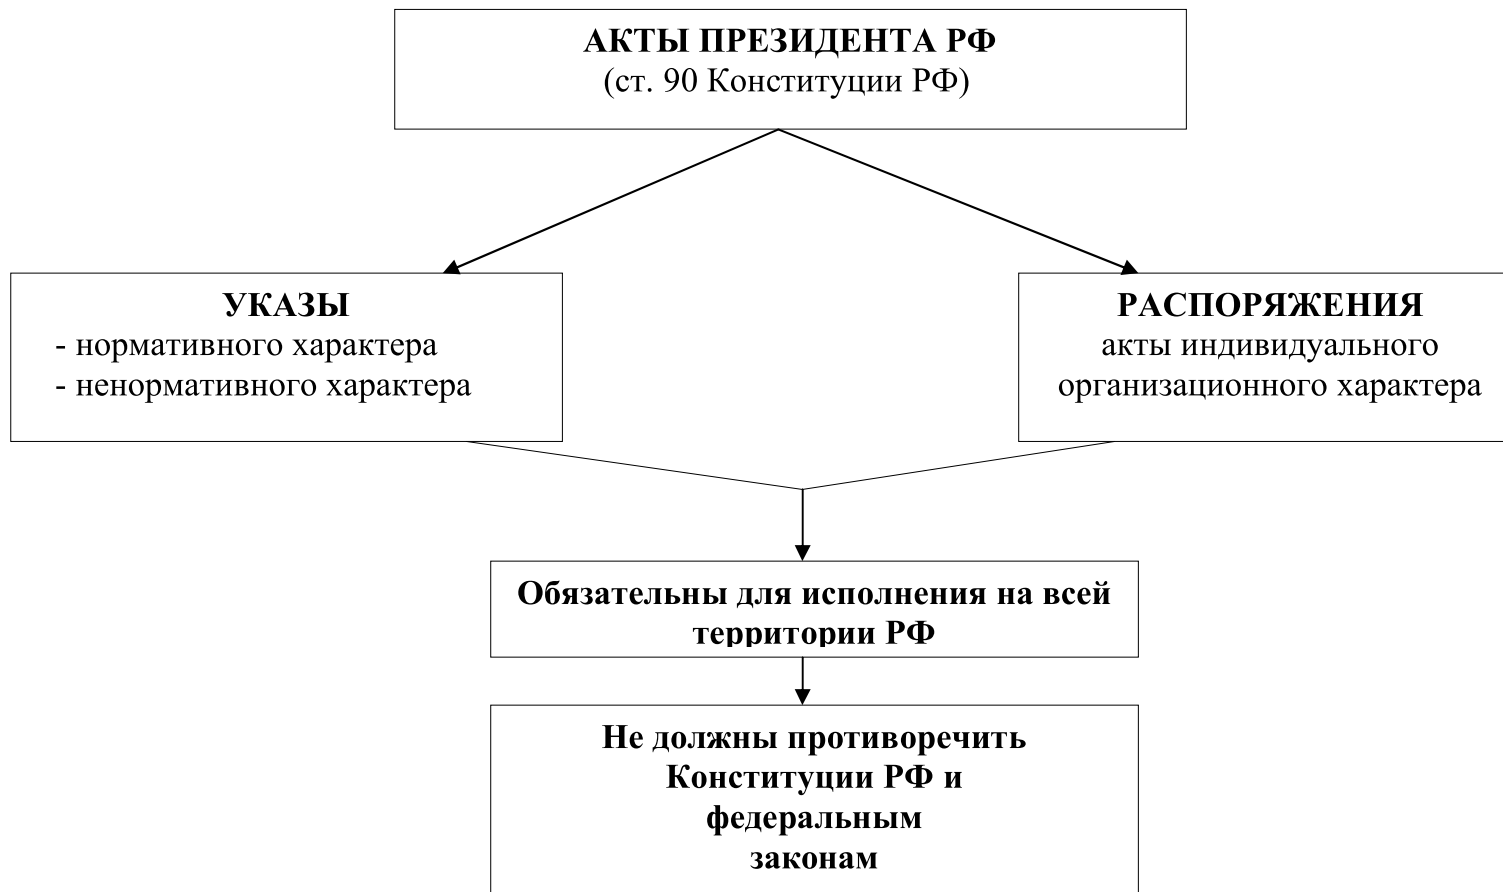 АКТЫ ПРЕЗИДЕНТА РФ
(ст. 90 Конституции РФ)
УКАЗЫ
- нормативного характера
- ненормативного характера
РАСПОРЯЖЕНИЯ
акты индивидуального
организационного характера
Обязательны для исполнения на всей
территории РФ
Не должны противоречить
Конституции РФ и
федеральным
законам